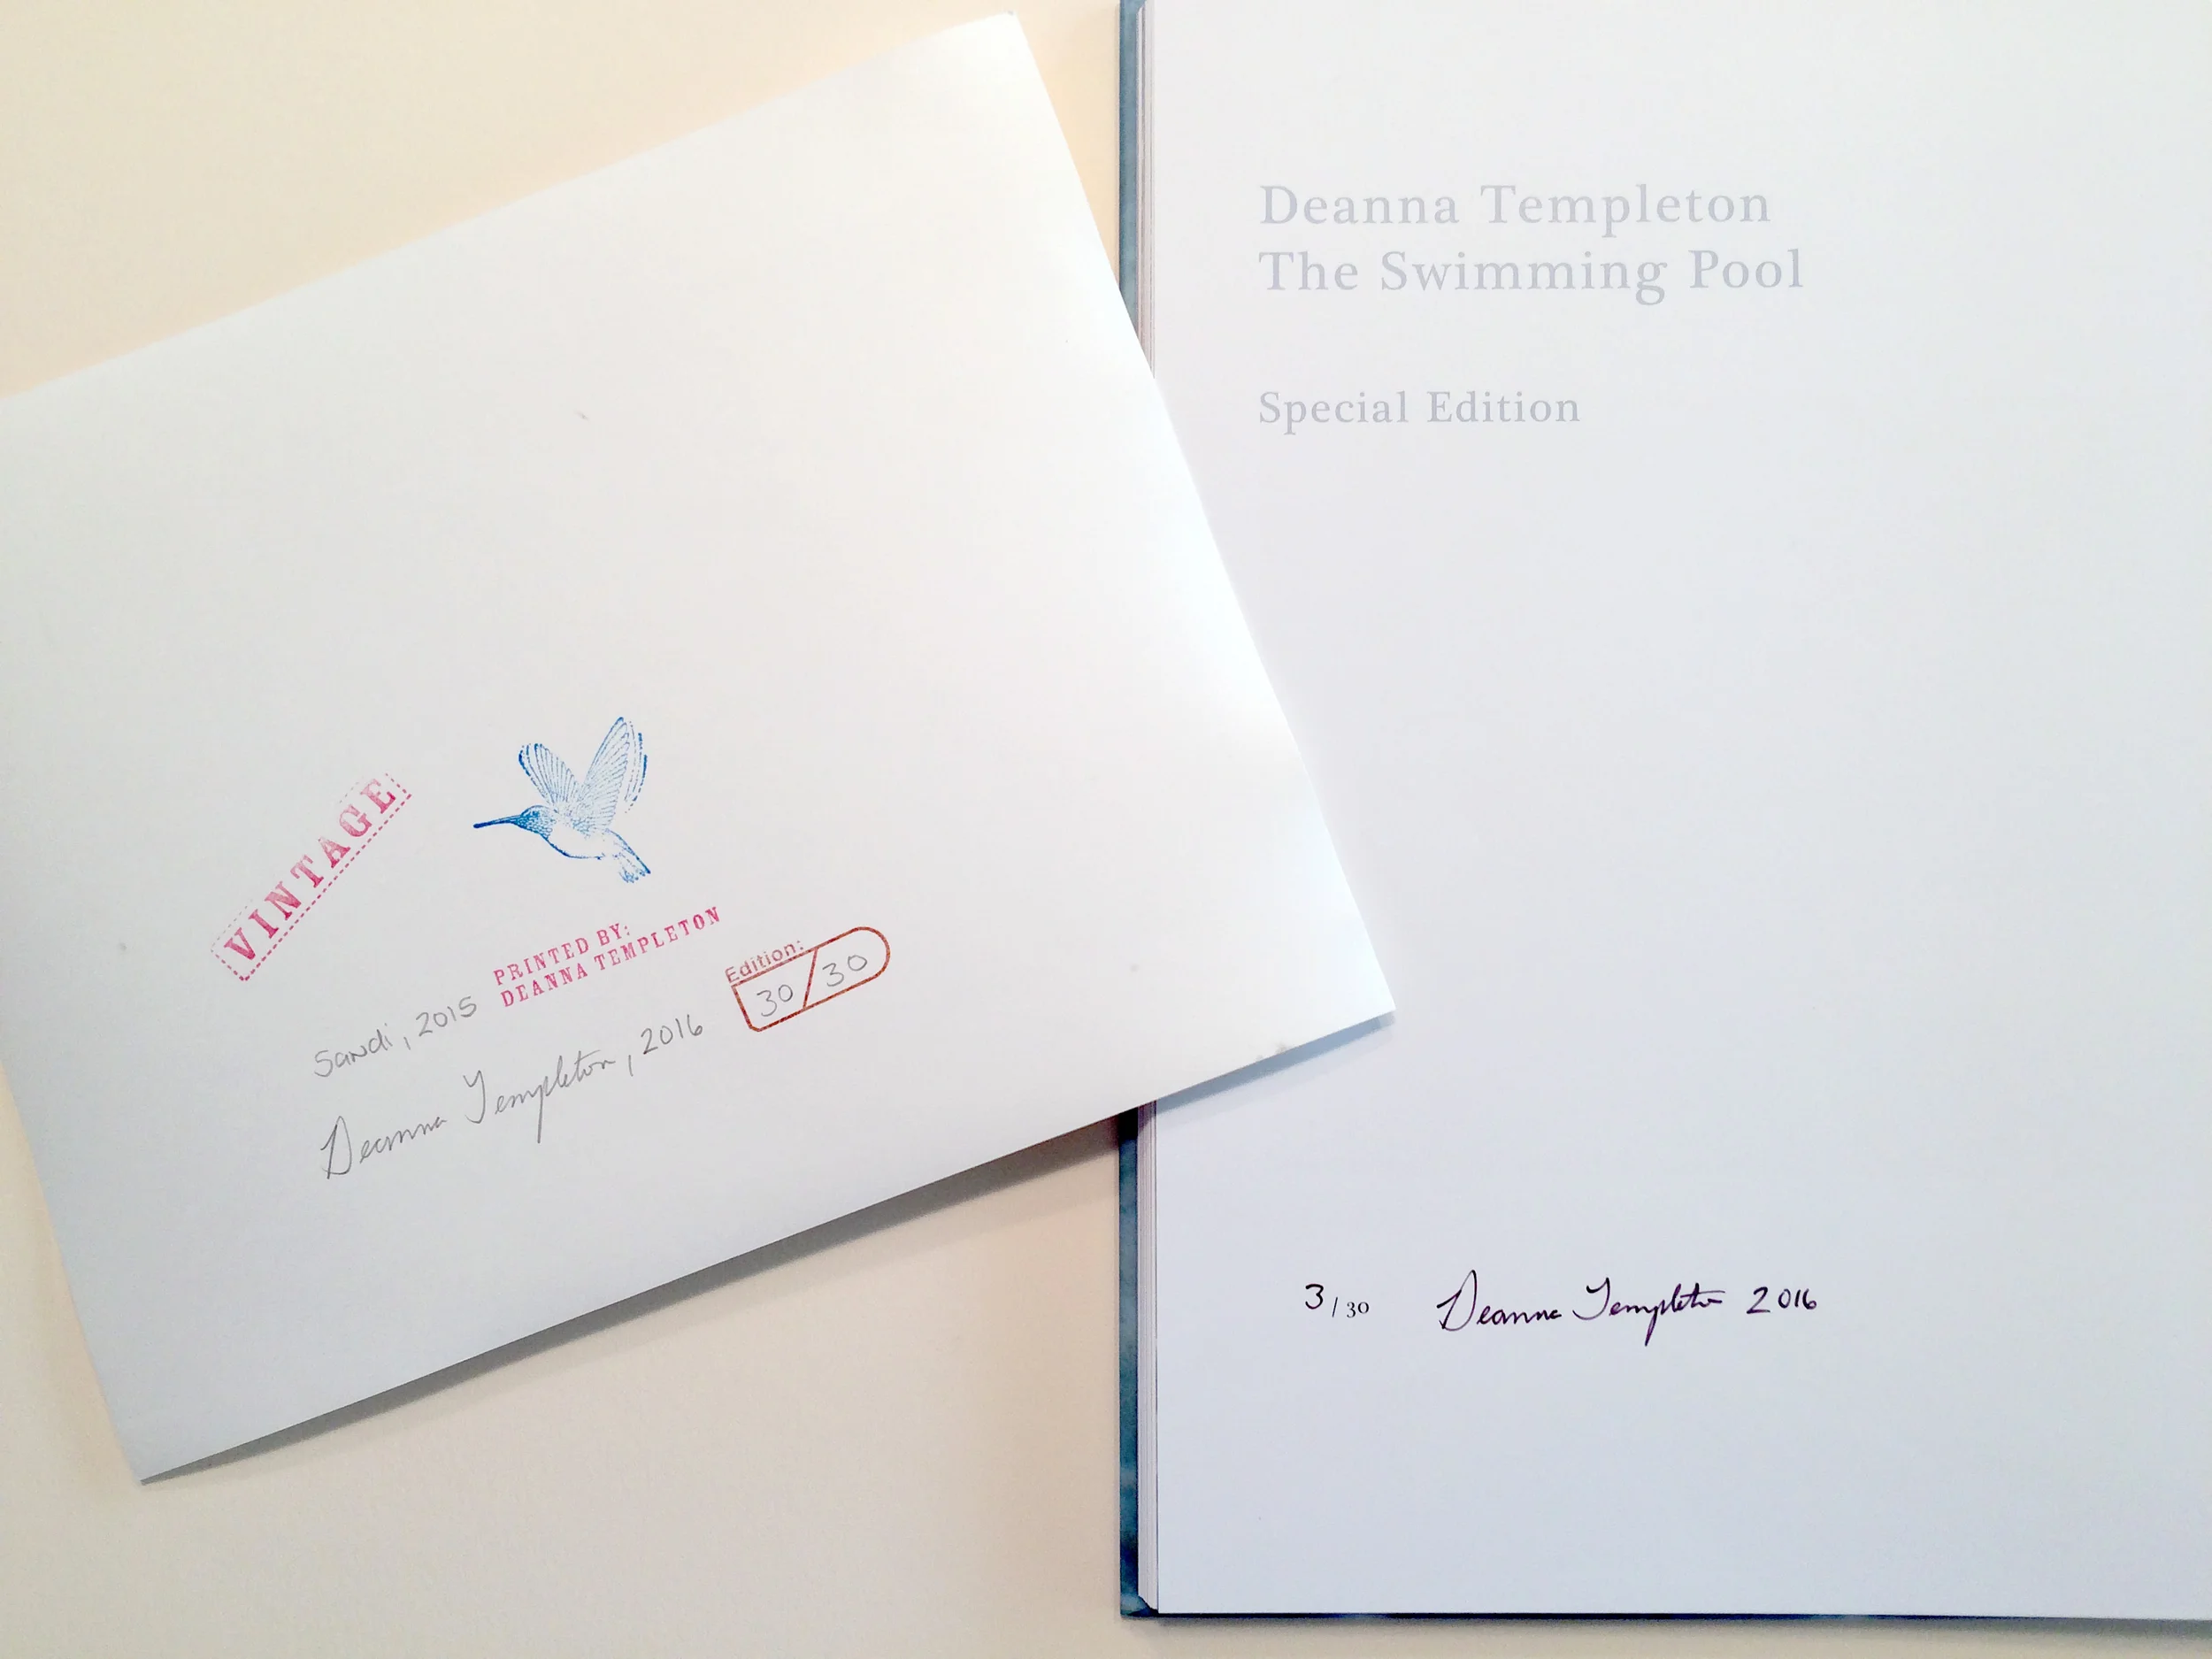 VINTAGE
PRINTED BY:
DEANNA TEMPLETON
Edition:
30/30
Sandi, 2015
Deanna Templeton, 2016
Deanna Templeton
The Swimming Pool
Special Edition
3/30 Deanna Templeton 2016